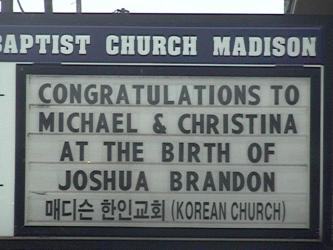 BAPTIST CHURCH MADISON
CONGRATULATIONS TO
MICHAEL & CHRISTINA
AT THE BIRTH OF
JOSHUA BRANDON
매디슨 한인교회 (KOREAN CHURCH)